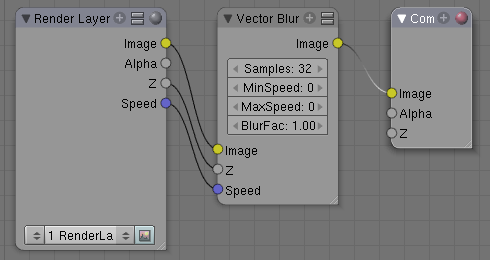 Render Layer
Image
Alpha
Z
Speed
1 RenderLa
Vector Blur
Image
Samples: 32
MinSpeed: 0
MaxSpeed: 0
BlurFac: 1.00
Image
Z
Speed
Com
Image
Alpha
Z